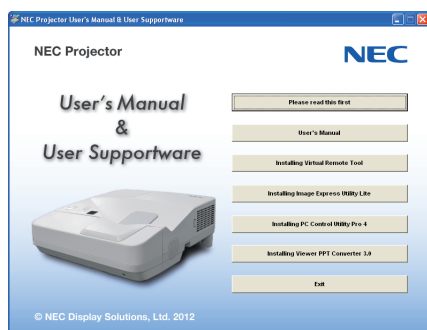 NEC Projector User's Manual & User Supportware
NEC Projector
NEC
User's Manual
&
User Supportware
Please read this first
User's Manual
Installing Virtual Remote Tool
Installing Image Express Utility Lite
Installing PC Control Utility Pro 4
Installing Viewer PPT Converter 3.0
Exit
© NEC Display Solutions, Ltd. 2012